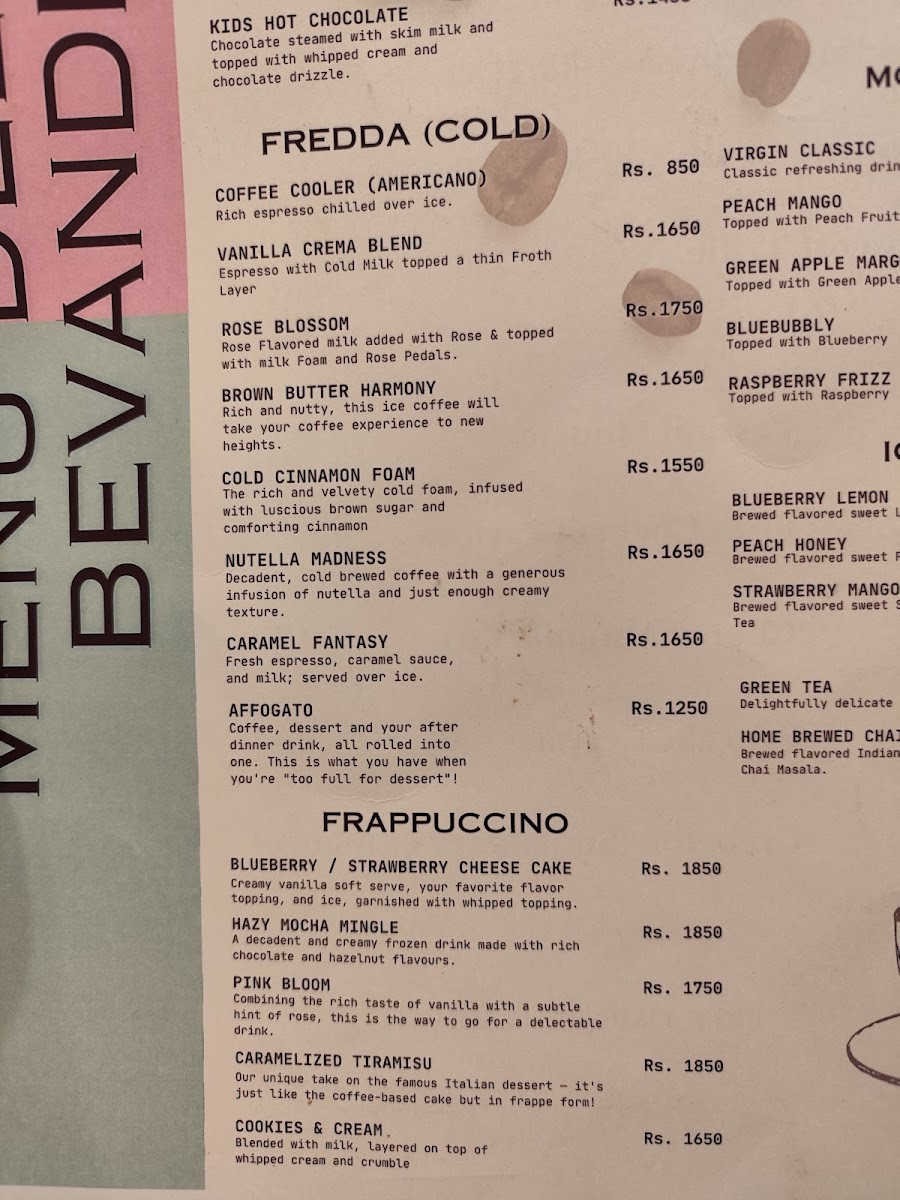 MENU
BEVANDE
KIDS HOT CHOCOLATE
Chocolate steamed with skim milk and
topped with whipped cream and
chocolate drizzle.
FREDDA (COLD)
COFFEE COOLER (AMERICANO) Rs. 850
Rich espresso chilled over ice.
VANILLA CREMA BLEND Rs.1650
Espresso with Cold Milk topped a thin Froth
Layer
ROSE BLOSSOM Rs.1750
Rose Flavored milk added with Rose & topped
with milk Foam and Rose Pedals.
BROWN BUTTER HARMONY Rs.1650
Rich and nutty, this ice coffee will
take your coffee experience to new
heights.
COLD CINNAMON FOAM Rs.1550
The rich and velvety cold foam, infused
with luscious brown sugar and
comforting cinnamon
NUTELLA MADNESS Rs.1650
Decadent, cold brewed coffee with a generous
infusion of nutella and just enough creamy
texture.
CARAMEL FANTASY Rs.1650
Fresh espresso, caramel sauce,
and milk; served over ice.
AFFOGATO Rs.1250
Coffee, dessert and your after
dinner drink, all rolled into
one. This is what you have when
you're "too full for dessert"!
FRAPPUCCINO
BLUEBERRY / STRAWBERRY CHEESE CAKE Rs. 1850
Creamy vanilla soft serve, your favorite flavor
topping, and ice, garnished with whipped topping.
HAZY MOCHA MINGLE Rs. 1850
A decadent and creamy frozen drink made with rich
chocolate and hazelnut flavours.
PINK BLOOM Rs. 1750
Combining the rich taste of vanilla with a subtle
hint of rose, this is the way to go for a delectable
drink.
CARAMELIZED TIRAMISU Rs. 1850
Our unique take on the famous Italian dessert – it's
just like the coffee-based cake but in frappe form!
COOKIES & CREAM Rs. 1650
Blended with milk, layered on top of
whipped cream and crumble
MO
VIRGIN CLASSIC
Classic refreshing drin
PEACH MANGO
Topped with Peach Fruit
GREEN APPLE MARG
Topped with Green Apple
BLUEBUBBLY
Topped with Blueberry
RASPBERRY FRIZZ
Topped with Raspberry
BLUEBERRY LEMON
Brewed flavored sweet
PEACH HONEY
Brewed flavored sweet
STRAWBERRY MANGO
Brewed flavored sweet
Tea
GREEN TEA
Delightfully delicate
HOME BREWED CHAI
Brewed flavored Indian
Chai Masala.